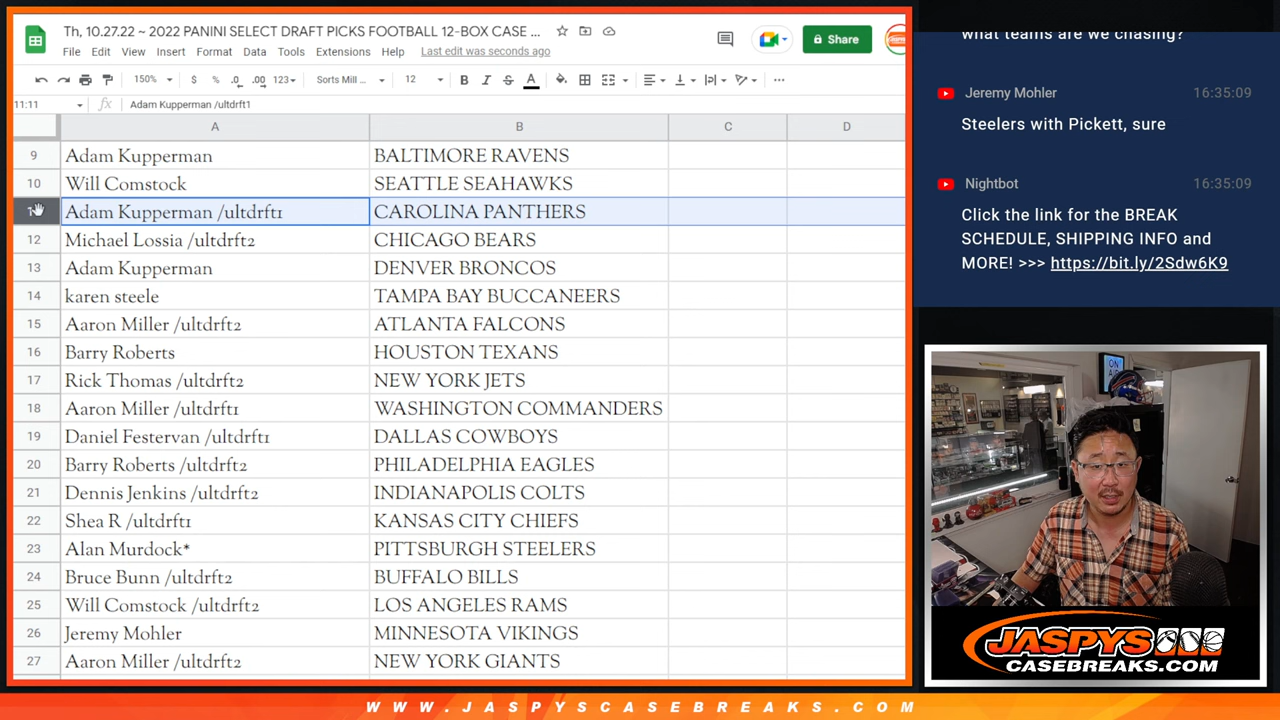 Th, 10.27.22 ~ 2022 PANINI SELECT DRAFT PICKS FOOTBALL 12-BOX CASE ...
File Edit View Insert Format Data Tools Extensions Help Last edit was seconds ago
Share
150% $ % .0 .00 123 Sorts Mill ... 12 B I S A
11:11 fx Adam Kupperman /ultdrft1
A B C D
9 Adam Kupperman BALTIMORE RAVENS
10 Will Comstock SEATTLE SEAHAWKS
Adam Kupperman /ultdrft1 CAROLINA PANTHERS
12 Michael Lossia /ultdrft2 CHICAGO BEARS
13 Adam Kupperman DENVER BRONCOS
14 karen steele TAMPA BAY BUCCANEERS
15 Aaron Miller /ultdrft2 ATLANTA FALCONS
16 Barry Roberts HOUSTON TEXANS
17 Rick Thomas /ultdrft2 NEW YORK JETS
18 Aaron Miller /ultdrft1 WASHINGTON COMMANDERS
19 Daniel Festervan /ultdrft1 DALLAS COWBOYS
20 Barry Roberts /ultdrft2 PHILADELPHIA EAGLES
21 Dennis Jenkins /ultdrft2 INDIANAPOLIS COLTS
22 Shea R /ultdrft1 KANSAS CITY CHIEFS
23 Alan Murdock* PITTSBURGH STEELERS
24 Bruce Bunn /ultdrft2 BUFFALO BILLS
25 Will Comstock /ultdrft2 LOS ANGELES RAMS
26 Jeremy Mohler MINNESOTA VIKINGS
27 Aaron Miller /ultdrft2 NEW YORK GIANTS
what teams are we chasing?
Jeremy Mohler 16:35:09
Steelers with Pickett, sure
Nightbot 16:35:09
Click the link for the BREAK
SCHEDULE, SHIPPING INFO and
MORE! >>> https://bit.ly/2Sdw6K9
ON
JASPYS
CASEBREAKS.COM
WWW.JASPYSCASEBREAKS.COM